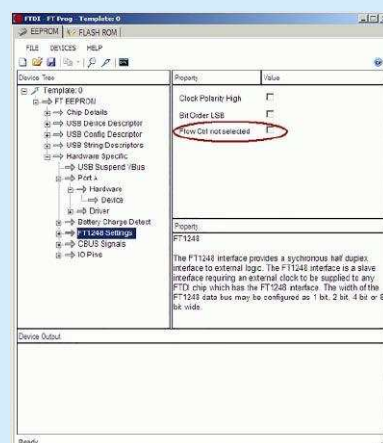 FTDI - FT Prog - Template: 0
EEPROM
FLASH ROM
FILE DEVICES HELP
Device Tree
Template: 0
FT EEPROM
Chip Details
USB Device Descriptor
USB Config Descriptor
USB String Descriptors
Hardware Specific
USB Suspend VBus
Port A
Hardware
Device
Driver
Battery Charge Detect
FT1248 Settings
CBUS Signals
IO Pins
Property Value
Clock Polarity High
Bit Order LSB
Flow Ctrl not selected
Property
FT1248
The FT1248 interface provides a sychronous half duplex
interface to external logic. The FT1248 interface is a slave
interface requiring an external clock to be supplied to any
FTDI chip which has the FT1248 interface. The width of the
FT1248 data bus may be configured as 1 bit, 2 bit, 4 bit or 8
bit wide.
Device Output
Ready